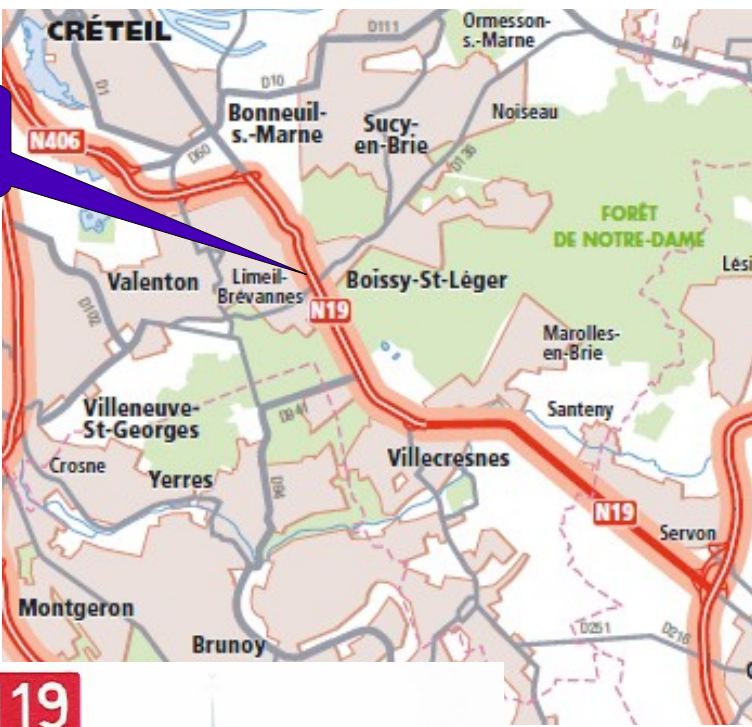 CRÉTEIL
D111
Ormesson-
s.-Marne
D4
D1
D10
Bonneuil-
s.-Marne
Sucy-
en-Brie
Noiseau
N406
D60
D136
FORÊT
DE NOTRE-DAME
Lési
Valenton
Limeil-
Brévannes
Boissy-St-Léger
D102
N19
Marolles-
en-Brie
Villeneuve-
St-Georges
D941
Santeny
Crosne
Yerres
D94
Villecresnes
N19
Servon
Montgeron
Brunoy
D251
D216
19